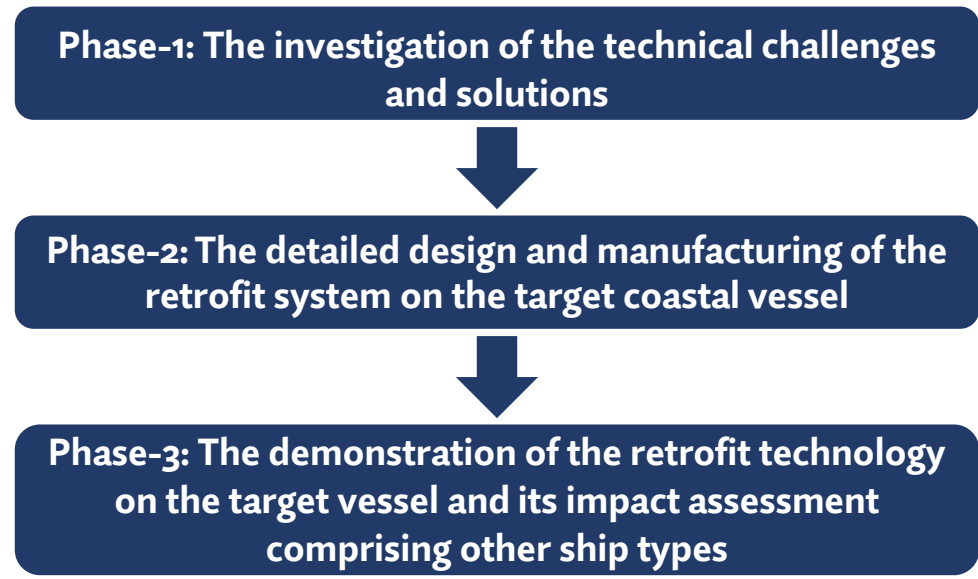 Phase-1: The investigation of the technical challenges
and solutions
Phase-2: The detailed design and manufacturing of the
retrofit system on the target coastal vessel
Phase-3: The demonstration of the retrofit technology
on the target vessel and its impact assessment
comprising other ship types